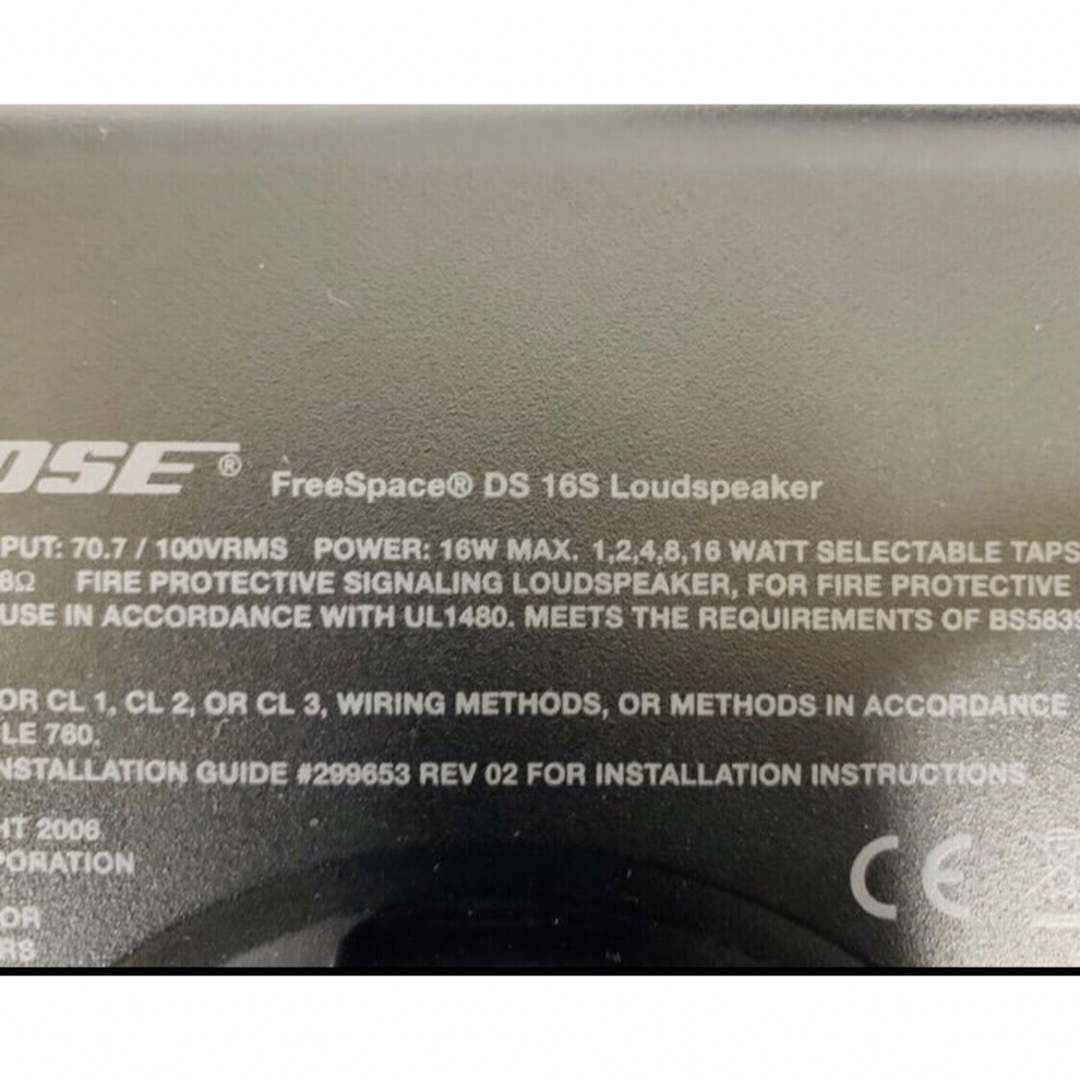 OSE®
FreeSpace® DS 16S Loudspeaker
PUT: 70.7 / 100VRMS POWER: 16W MAX. 1,2,4,8,16 WATT SELECTABLE TAPS
8Ω FIRE PROTECTIVE SIGNALING LOUDSPEAKER, FOR FIRE PROTECTIVE
USE IN ACCORDANCE WITH UL1480. MEETS THE REQUIREMENTS OF BS5839
OR CL 1, CL 2, OR CL 3, WIRING METHODS, OR METHODS IN ACCORDANCE
LE 760.
NSTALLATION GUIDE #299653 REV 02 FOR INSTALLATION INSTRUCTIONS
HT 2006
PORATION
CE
OR
RS